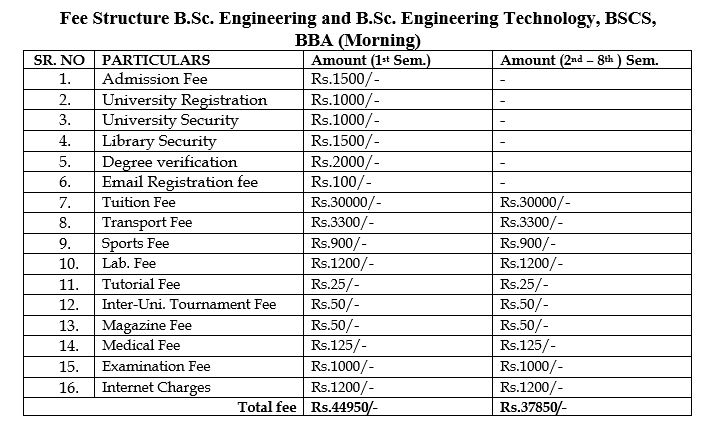 Fee Structure B.Sc. Engineering and B.Sc. Engineering Technology, BSCS,
BBA (Morning)
SR. NO PARTICULARS Amount (1st Sem.) Amount (2nd – 8th ) Sem.
1. Admission Fee Rs.1500/- -
2. University Registration Rs.1000/- -
3. University Security Rs.1000/- -
4. Library Security Rs.1500/- -
5. Degree verification Rs.2000/- -
6. Email Registration fee Rs.100/- -
7. Tuition Fee Rs.30000/- Rs.30000/-
8. Transport Fee Rs.3300/- Rs.3300/-
9. Sports Fee Rs.900/- Rs.900/-
10. Lab. Fee Rs.1200/- Rs.1200/-
11. Tutorial Fee Rs.25/- Rs.25/-
12. Inter-Uni. Tournament Fee Rs.50/- Rs.50/-
13. Magazine Fee Rs.50/- Rs.50/-
14. Medical Fee Rs.125/- Rs.125/-
15. Examination Fee Rs.1000/- Rs.1000/-
16. Internet Charges Rs.1200/- Rs.1200/-
Total fee Rs.44950/- Rs.37850/-